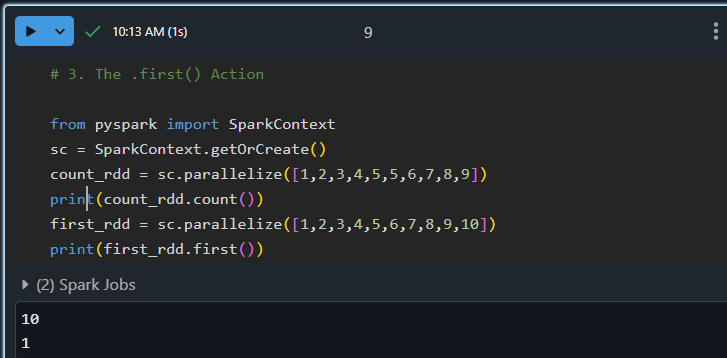 10:13 AM (1s)
9
# 3. The .first() Action
from pyspark import SparkContext
sc = SparkContext.getOrCreate()
count_rdd = sc.parallelize([1,2,3,4,5,5,6,7,8,9])
print(count_rdd.count())
first_rdd = sc.parallelize([1,2,3,4,5,6,7,8,9,10])
print(first_rdd.first())
(2) Spark Jobs
10
1